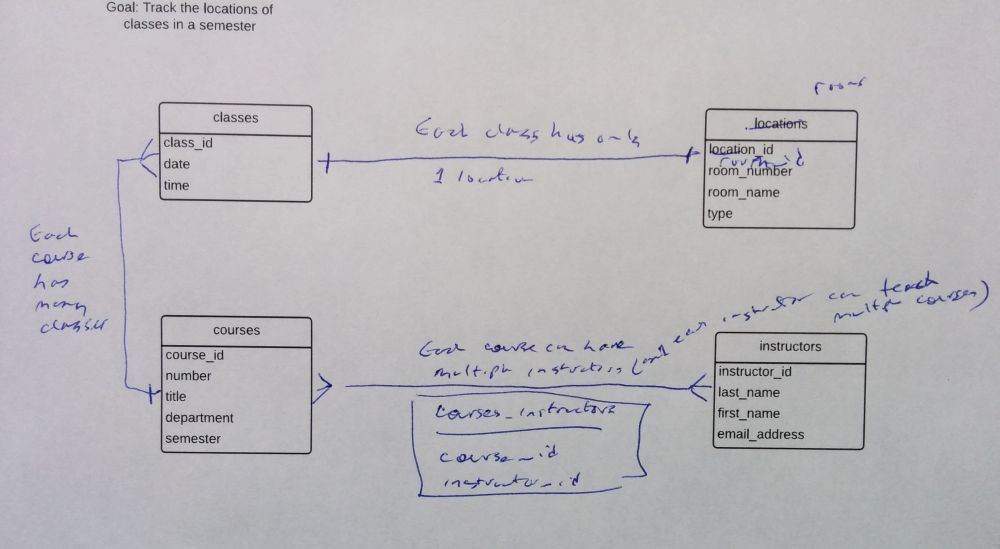 Goal: Track the locations of
classes in a semester
rooms
classes
class_id
date
time
Each class has only
1 location
locations
location_id
room_id
room_number
room_name
type
Each
course
has
many
classes
courses
course_id
number
title
department
semester
Each course can have
multiple instructors (and each instructor can teach
multiple courses)
courses_instructors
course_id
instructor_id
instructors
instructor_id
last_name
first_name
email_address